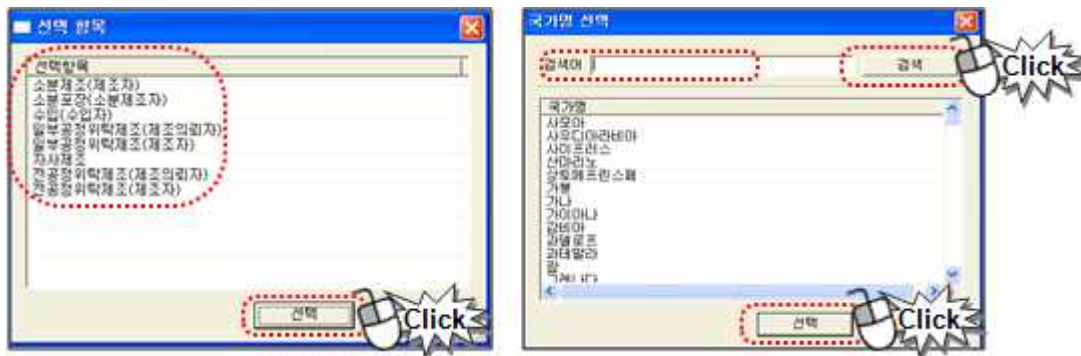 선택 항목
선택항목
소분제조(제조자)
소분포장(소분제조자)
수입(수입자)
일부공정위탁제조(제조의뢰자)
일부공정위탁제조(제조자)
자사제조
전공정위탁제조(제조의뢰자)
전공정위탁제조(제조자)
선택
Click
국가명 선택
검색어
검색
Click
국가명
사모아
사우디아라비아
사이프러스
산마리노
상토메프린스페
가봉
가나
가이아나
감비아
과델로프
과테말라
괌
그레나다
선택
Click